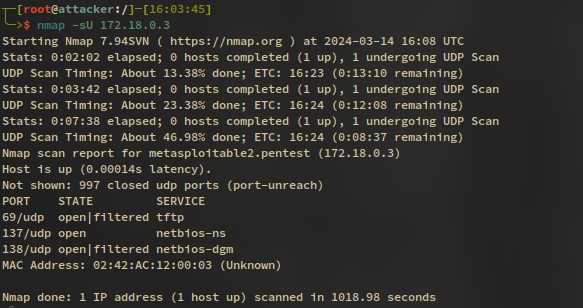 [root@attacker:/]-[16:03:45]
>$ nmap -sU 172.18.0.3
Starting Nmap 7.94SVN ( https://nmap.org ) at 2024-03-14 16:08 UTC
Stats: 0:02:02 elapsed; 0 hosts completed (1 up), 1 undergoing UDP Scan
UDP Scan Timing: About 13.38% done; ETC: 16:23 (0:13:10 remaining)
Stats: 0:03:42 elapsed; 0 hosts completed (1 up), 1 undergoing UDP Scan
UDP Scan Timing: About 23.38% done; ETC: 16:24 (0:12:08 remaining)
Stats: 0:07:38 elapsed; 0 hosts completed (1 up), 1 undergoing UDP Scan
UDP Scan Timing: About 46.98% done; ETC: 16:24 (0:08:37 remaining)
Nmap scan report for metasploitable2.pentest (172.18.0.3)
Host is up (0.00014s latency).
Not shown: 997 closed udp ports (port-unreach)
PORT    STATE         SERVICE
69/udp  open|filtered tftp
137/udp open          netbios-ns
138/udp open|filtered netbios-dgm
MAC Address: 02:42:AC:12:00:03 (Unknown)
Nmap done: 1 IP address (1 host up) scanned in 1018.98 seconds